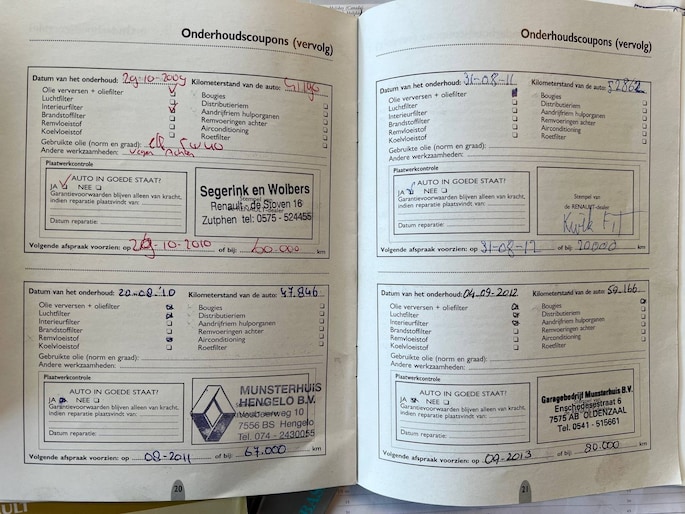 Onderhoudscoupons (vervolg)
Datum van het onderhoud: 29-10-2009 Kilometerstand van de auto:
Olie verversen + oliefilter
Luchtfilter
Interieurfilter
Brandstoffilter
Remvloeistof
Koelvloeistof
Bougies
Distributieriem
Aandrijfriem hulporganen
Remvoeringen achter
Airconditioning
Roetfilter
Gebruikte olie (norm en graad):
Andere werkzaamheden:
Plaatwerkcontrole
AUTO IN GOEDE STAAT?
JA NEE
Garantievoorwaarden blijven alleen van kracht,
indien reparatie plaatsvindt van:
Datum reparatie:
Segerink en Wolbers
Renault, de Stoven 16
Zutphen tel: 0575 - 524455
Volgende afspraak voorzien: op 29-10-2010 of bij: 60.000 km
Datum van het onderhoud: 20-08-'10 Kilometerstand van de auto: 47.846
Olie verversen + oliefilter
Luchtfilter
Interieurfilter
Brandstoffilter
Remvloeistof
Koelvloeistof
Bougies
Distributieriem
Aandrijfriem hulporganen
Remvoeringen achter
Airconditioning
Roetfilter
Gebruikte olie (norm en graad):
Andere werkzaamheden:
Plaatwerkcontrole
AUTO IN GOEDE STAAT?
JA NEE
Garantievoorwaarden blijven alleen van kracht,
indien reparatie plaatsvindt van:
Datum reparatie:
MUNSTERHUIS
HENGELO B.V.
10
7556 BS Hengelo
Tel. 074 - 2430055
Volgende afspraak voorzien: op 08-2011 of bij: 67.000 km
20
Onderhoudscoupons (vervolg)
Datum van het onderhoud: 31-08-11 Kilometerstand van de auto: 52862
Olie verversen + oliefilter
Luchtfilter
Interieurfilter
Brandstoffilter
Remvloeistof
Koelvloeistof
Bougies
Distributieriem
Aandrijfriem hulporganen
Remvoeringen achter
Airconditioning
Roetfilter
Gebruikte olie (norm en graad):
Andere werkzaamheden:
Plaatwerkcontrole
AUTO IN GOEDE STAAT?
JA NEE
Garantievoorwaarden blijven alleen van kracht,
indien reparatie plaatsvindt van:
Datum reparatie:
Stempel van
de RENAULT-dealer
Kwik FIT
Volgende afspraak voorzien: op 31-08-12 of bij: km
Datum van het onderhoud: 04-09-2012 Kilometerstand van de auto: 59.166
Olie verversen + oliefilter
Luchtfilter
Interieurfilter
Brandstoffilter
Remvloeistof
Koelvloeistof
Bougies
Distributieriem
Aandrijfriem hulporganen
Remvoeringen achter
Airconditioning
Roetfilter
Gebruikte olie (norm en graad):
Andere werkzaamheden:
Plaatwerkcontrole
AUTO IN GOEDE STAAT?
JA NEE
Garantievoorwaarden blijven alleen van kracht,
indien reparatie plaatsvindt van:
Datum reparatie:
Garagebedrijf Munsterhuis B.V.
Enschedesestraat 6
7575 AB OLDENZAAL
Tel. 0541 - 515661
Volgende afspraak voorzien: op 09-2013 of bij: 80.000 km
21